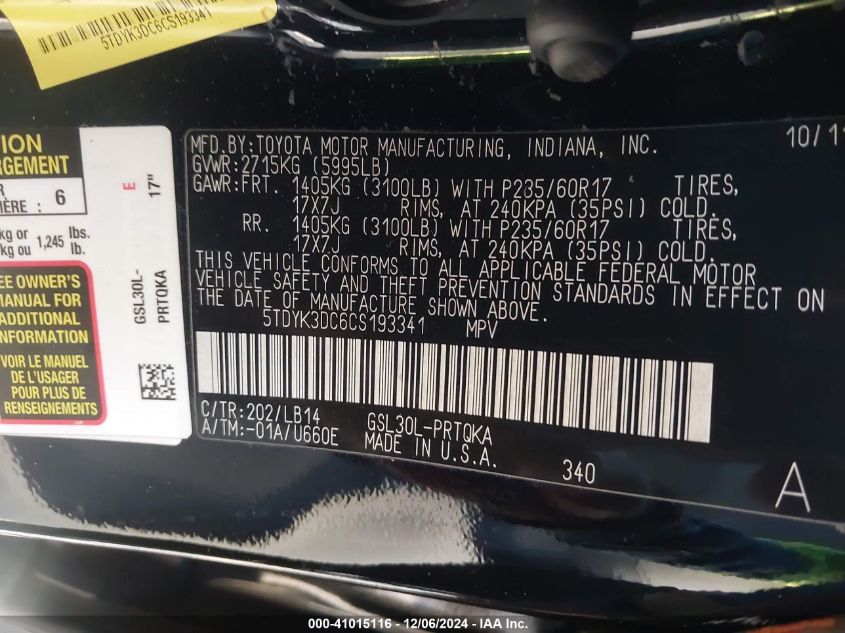 5TDYK3DC6CS193341
6
1,245 lbs.
lb.
kg or
kg ou
E
17"
GSL30L-
PRTQKA
EE OWNER'S
MANUAL FOR
ADDITIONAL
INFORMATION
VOIR LE MANUEL
DE L'USAGER
POUR PLUS DE
RENSEIGNEMENTS
MFD.BY:TOYOTA MOTOR MANUFACTURING, INDIANA, INC. 10/1
GVWR:2715KG (5995LB)
GAWR:FRT. 1405KG (3100LB) WITH P235/60R17 TIRES,
17X7J RIMS, AT 240KPA (35PSI) COLD.
RR. 1405KG (3100LB) WITH P235/60R17 TIRES,
17X7J RIMS, AT 240KPA (35PSI) COLD.
THIS VEHICLE CONFORMS TO ALL APPLICABLE FEDERAL MOTOR
VEHICLE SAFETY AND THEFT PREVENTION STANDARDS IN EFFECT ON
THE DATE OF MANUFACTURE SHOWN ABOVE.
5TDYK3DC6CS193341 MPV
C/TR:202/LB14 GSL30L-PRTQKA
A/TM:-01A/U660E MADE IN U.S.A.
340
A
000-41015116 - 12/06/2024 - IAA Inc.